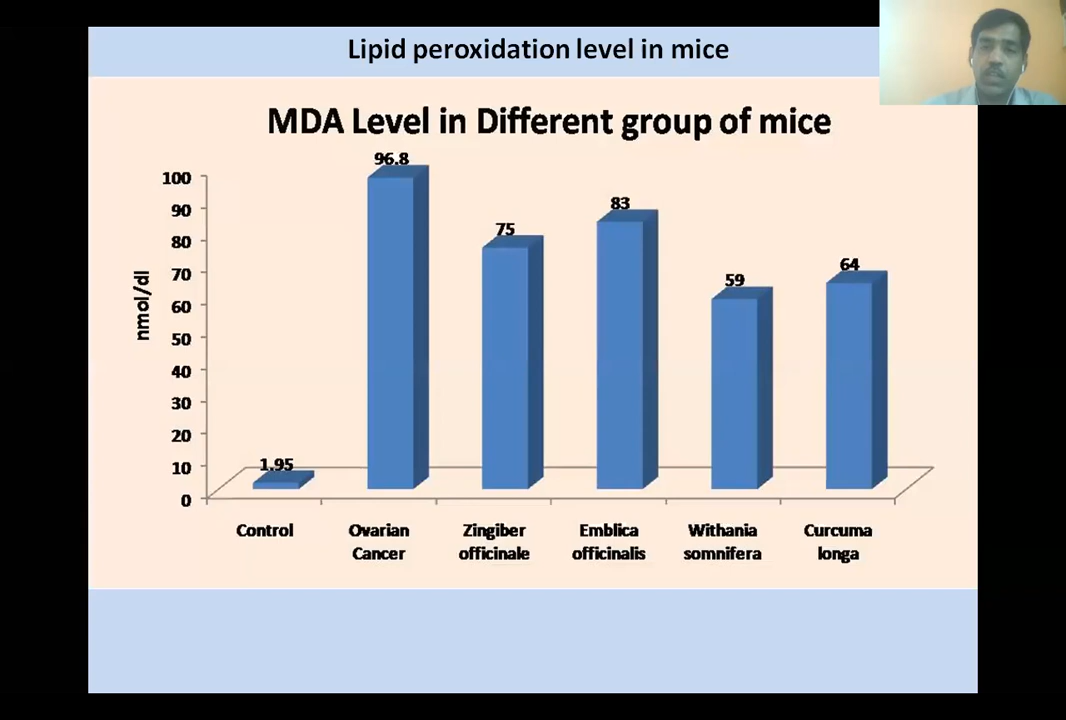 Lipid peroxidation level in mice
MDA Level in Different group of mice
nmol/dl
100
90
80
70
60
50
40
30
20
10
0
1.95
96.8
75
83
59
64
Control
Ovarian
Cancer
Zingiber
officinale
Emblica
officinalis
Withania
somnifera
Curcuma
longa